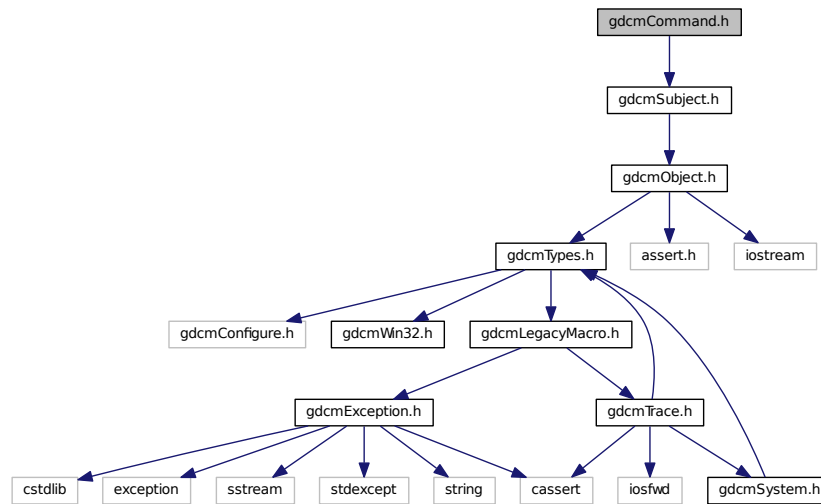 gdcmCommand.h
gdcmSubject.h
gdcmObject.h
gdcmTypes.h
assert.h
iostream
gdcmConfigure.h
gdcmWin32.h
gdcmLegacyMacro.h
gdcmException.h
gdcmTrace.h
cstdlib
exception
sstream
stdexcept
string
cassert
iosfwd
gdcmSystem.h